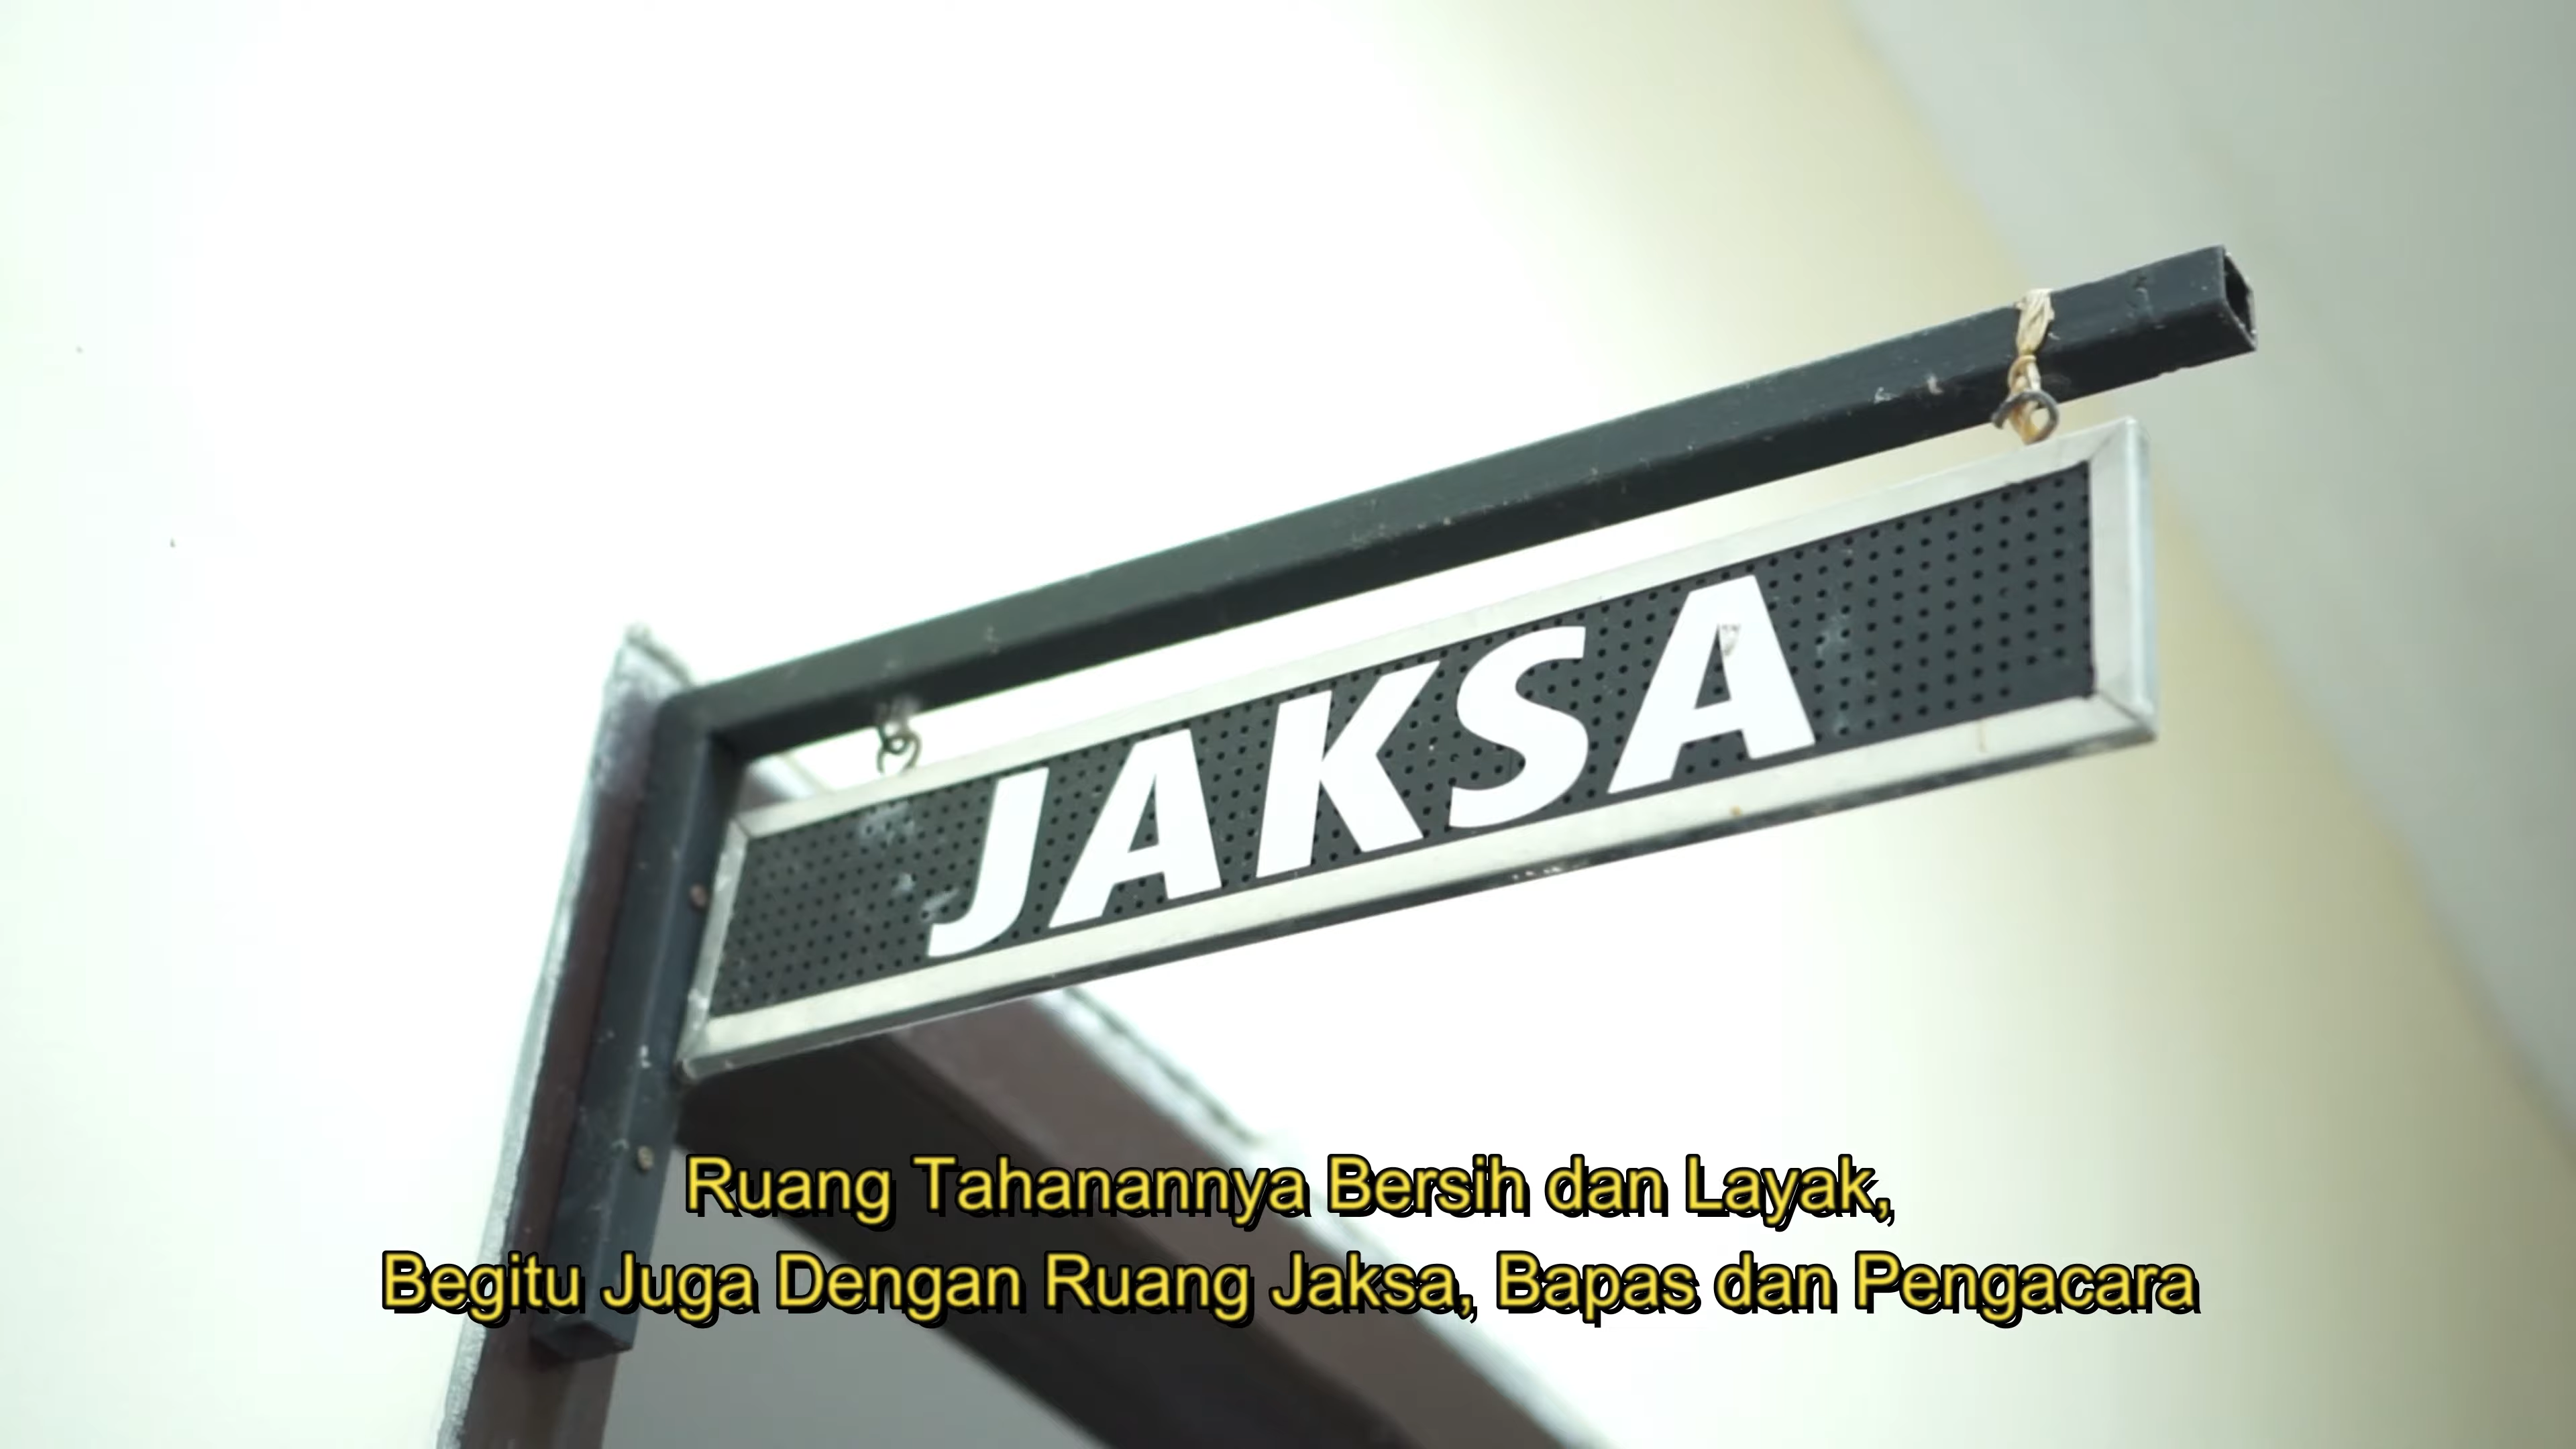 JAKSA
Ruang Tahanannya Bersih dan Layak,
Begitu Juga Dengan Ruang Jaksa, Bapas dan Pengacara